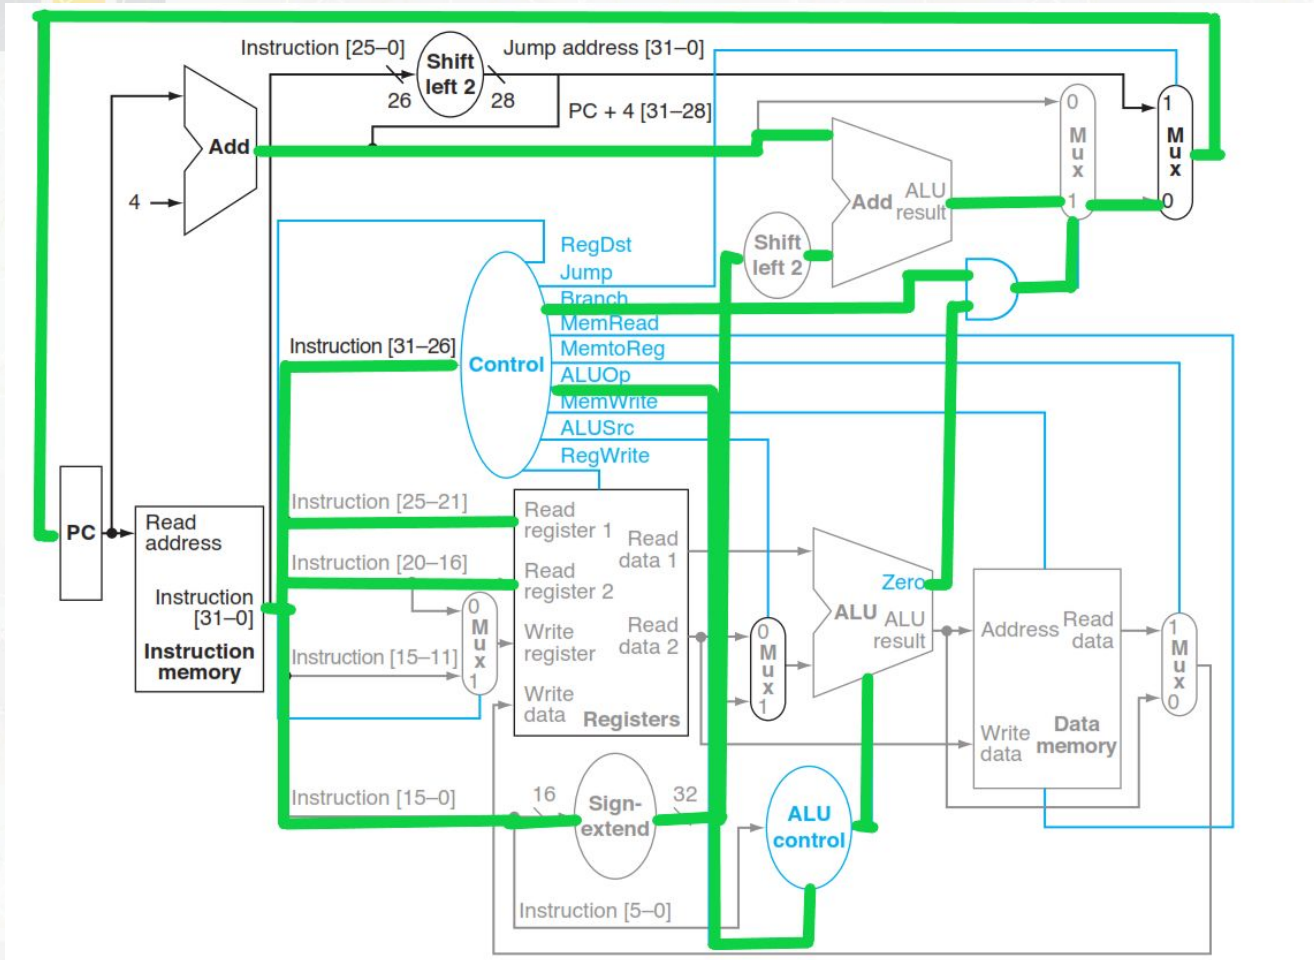 Instruction [25–0]
Shift
left 2
Jump address [31–0]
26
28
PC + 4 [31–28]
Add
4
0
M
u
x
1
1
M
u
x
0
Add
ALU
result
Shift
left 2
RegDst
Jump
Branch
MemRead
MemtoReg
ALUOp
MemWrite
ALUSrc
RegWrite
Instruction [31–26]
Control
PC
Read
address
Instruction
[31–0]
Instruction
memory
Instruction [25–21]
Instruction [20–16]
Instruction [15–11]
Instruction [15–0]
0
M
u
x
1
Read
register 1
Read
register 2
Write
register
Write
data
Read
data 1
Read
data 2
Registers
0
M
u
x
1
Zero
ALU
ALU
result
Address
Read
data
Write
data
Data
memory
1
M
u
x
0
16
Sign-
extend
32
ALU
control
Instruction [5–0]